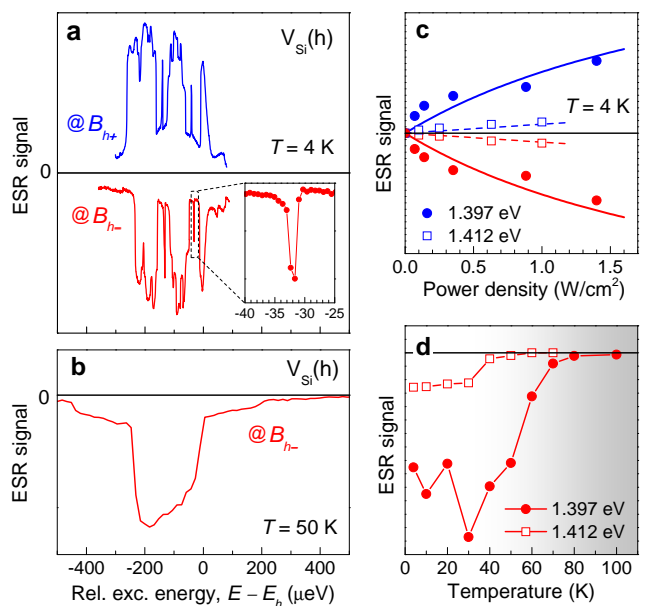 a
V_Si(h)
@B_h+
T = 4 K
ESR signal
0
@B_h−
-40 -35 -30 -25
b
V_Si(h)
0
ESR signal
@B_h−
T = 50 K
-400 -200 0 200 400
Rel. exc. energy, E − E_h (μeV)
c
ESR signal
T = 4 K
1.397 eV
1.412 eV
0.0 0.5 1.0 1.5
Power density (W/cm²)
d
ESR signal
1.397 eV
1.412 eV
0 20 40 60 80 100
Temperature (K)